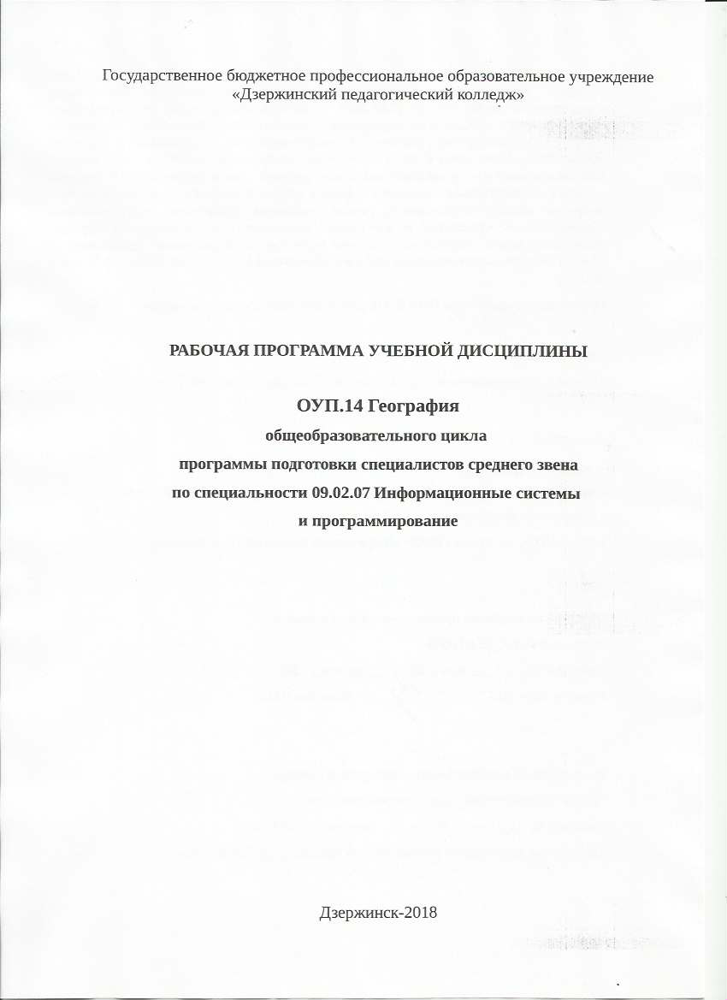 Государственное бюджетное профессиональное образовательное учреждение
«Дзержинский педагогический колледж»
РАБОЧАЯ ПРОГРАММА УЧЕБНОЙ ДИСЦИПЛИНЫ
ОУП.14 География
общеобразовательного цикла
программы подготовки специалистов среднего звена
по специальности 09.02.07 Информационные системы
и программирование
Дзержинск-2018